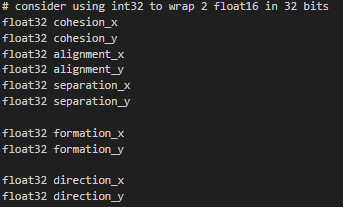 # consider using int32 to wrap 2 float16 in 32 bits
float32 cohesion_x
float32 cohesion_y
float32 alignment_x
float32 alignment_y
float32 separation_x
float32 separation_y
float32 formation_x
float32 formation_y
float32 direction_x
float32 direction_y